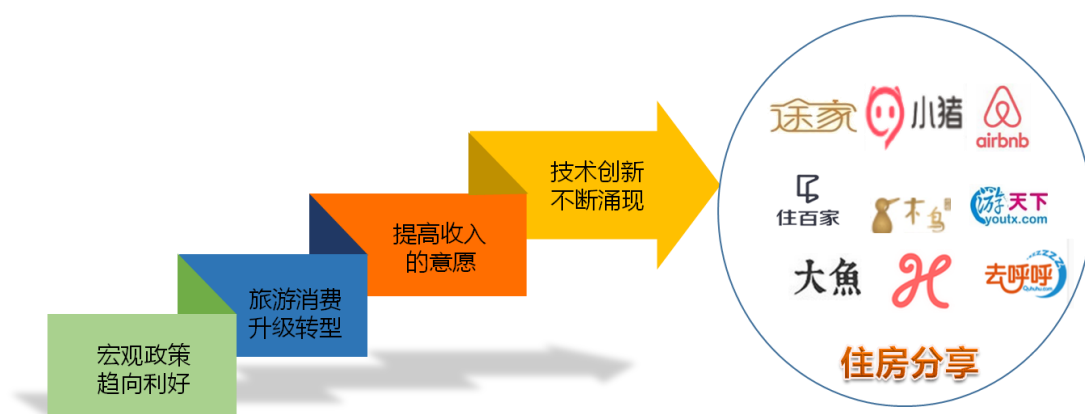 宏观政策
趋向利好
旅游消费
升级转型
提高收入
的意愿
技术创新
不断涌现
途家
小猪
airbnb
住百家
木鸟
游天下
youtx.com
大魚
去呼呼
住房分享